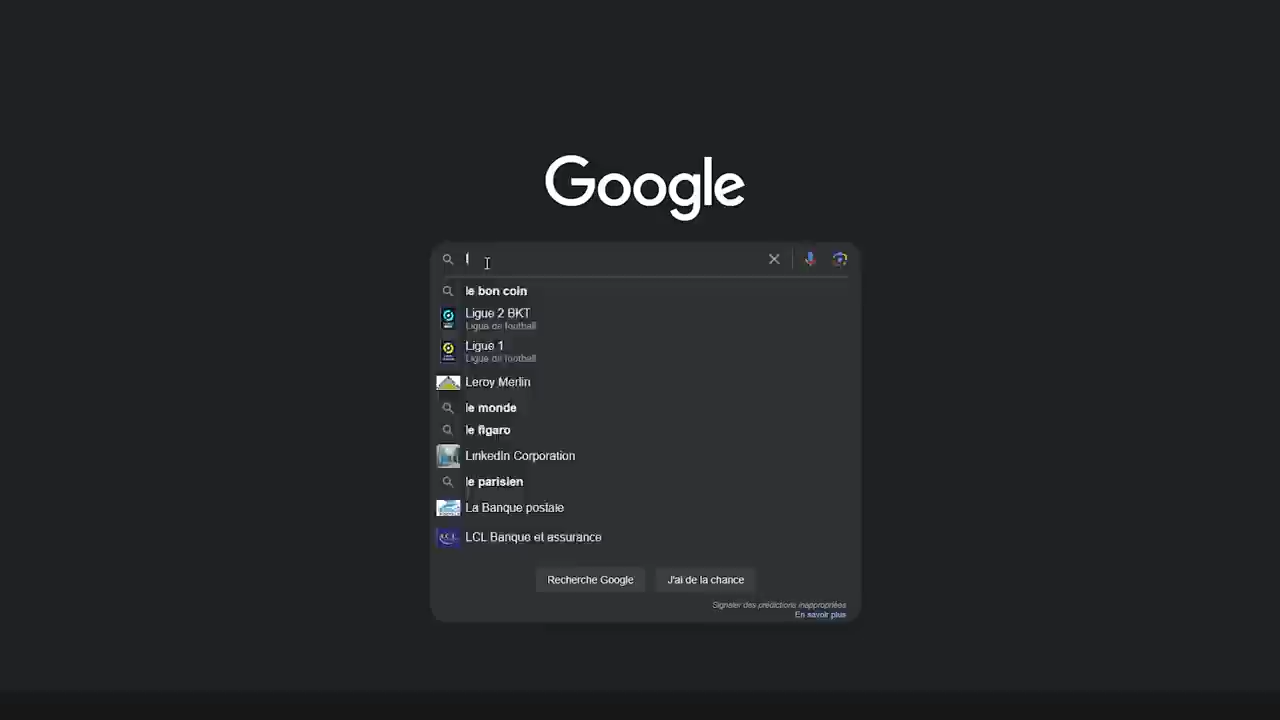 Google
l
le bon coin
Ligue 2 BKT
Ligue de football
Ligue 1
Ligue de football
Leroy Merlin
le monde
le figaro
LinkedIn Corporation
le parisien
La Banque postale
LCL Banque et assurance
Recherche Google
J'ai de la chance
Signaler des prédictions inappropriées
En savoir plus